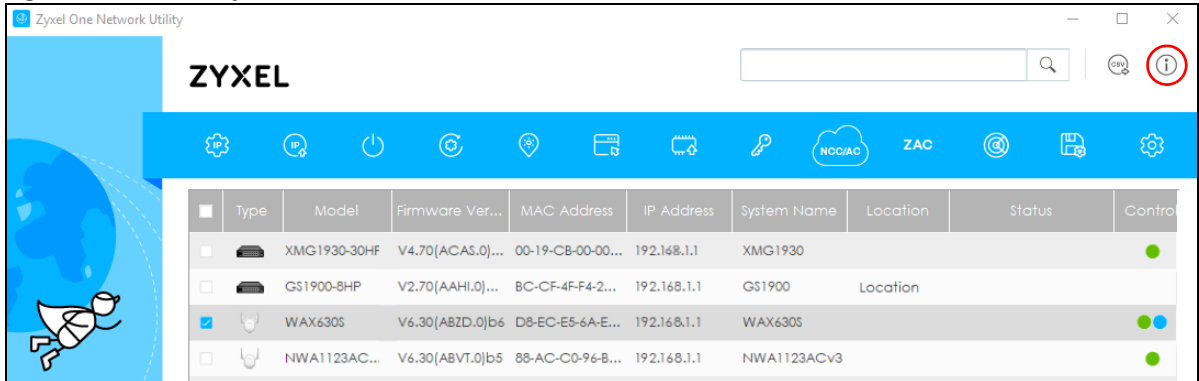 Zyxel One Network Utility
ZYXEL
CSV
IP IP NCC/AC ZAC
Type Model Firmware Ver... MAC Address IP Address System Name Location Status Control
XMG1930-30HF V4.70(ACAS.0)... 00-19-CB-00-00... 192.168.1.1 XMG1930
GS1900-8HP V2.70(AAHI.0)... BC-CF-4F-F4-2... 192.168.1.1 GS1900 Location
WAX630S V6.30(ABZD.0)b6 D8-EC-E5-6A-E... 192.168.1.1 WAX630S
NWA1123AC... V6.30(ABVT.0)b5 88-AC-C0-96-B... 192.168.1.1 NWA1123ACv3